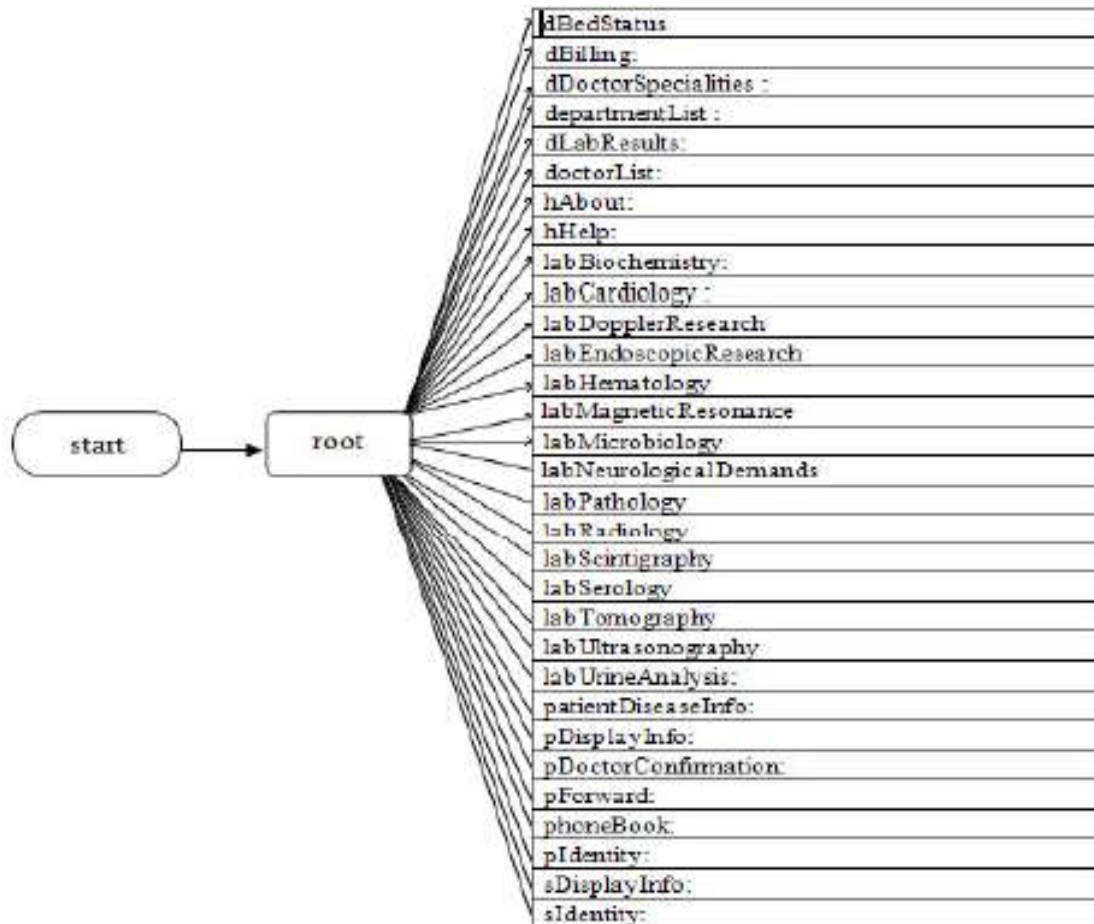 dBedStatus
dBilling:
dDoctorSpecialities :
departmentList :
dLabResults:
doctorList:
hAbout:
hHelp:
labBiochemistry:
labCardiology :
labDopplerResearch
labEndoscopicResearch
labHematology
labMagneticResonance
labMicrobiology
labNeurologicalDemands
labPathology
labRadiology
labScintigraphy
labSerology
labTomography
labUltrasonography
labUrineAnalysis:
patientDiseaseInfo:
pDisplayInfo:
pDoctorConfirmation:
pForward:
phoneBook:
pIdentity:
sDisplayInfo:
sIdentity:
start
root